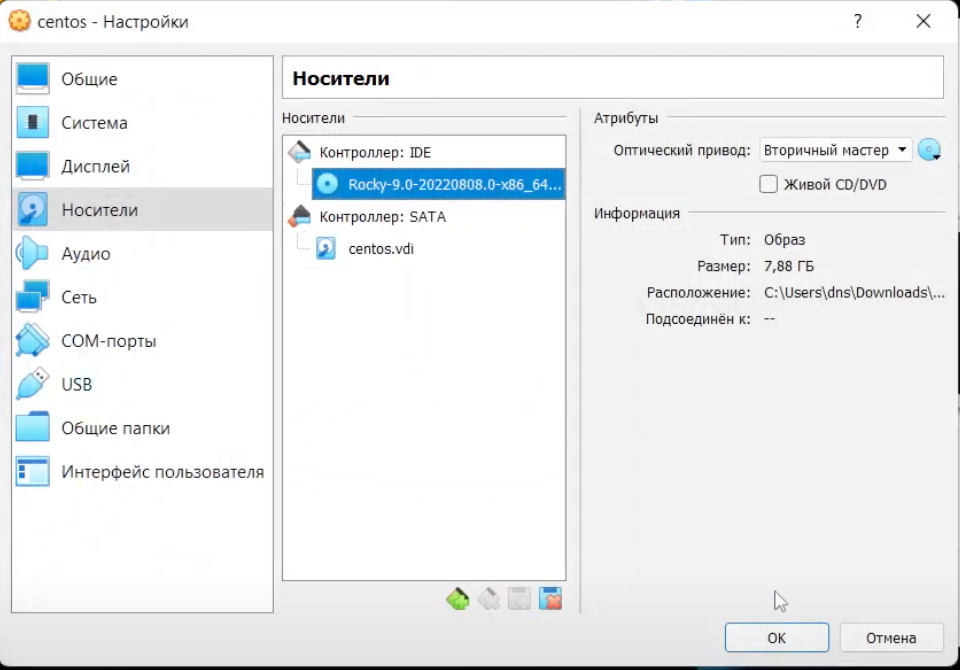 centos - Настройки
?
Общие
Система
Дисплей
Носители
Аудио
Сеть
COM-порты
USB
Общие папки
Интерфейс пользователя
Носители
Носители
Контроллер: IDE
Rocky-9.0-20220808.0-x86_64...
Контроллер: SATA
centos.vdi
Атрибуты
Оптический привод: Вторичный мастер
Живой CD/DVD
Информация
Тип: Образ
Размер: 7,88 ГБ
Расположение: C:\Users\dns\Downloads\...
Подсоединён к: --
OK
Отмена